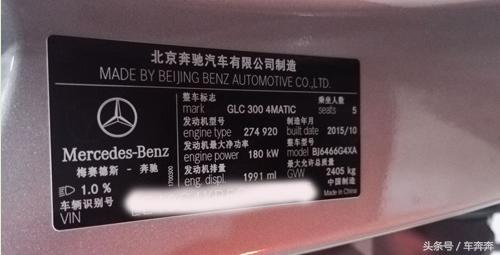 北京奔驰汽车有限公司制造
MADE BY BEIJING BENZ AUTOMOTIVE CO.,LTD.
整车标志 乘坐人数
mark GLC 300 4MATIC seats 5
发动机型号 制造年月
engine type 274 920 built date 2015/10
发动机最大净功率 整车型号
engine power 180 kW model BJ6466G4XA
发动机排量 最大允许总质量
eng. displ 1991 ml GVW 2405 kg
中国制造
Made in China
Mercedes-Benz
梅赛德斯 - 奔驰
1.0 %
车辆识别号
VIN
头条号 / 车奔奔